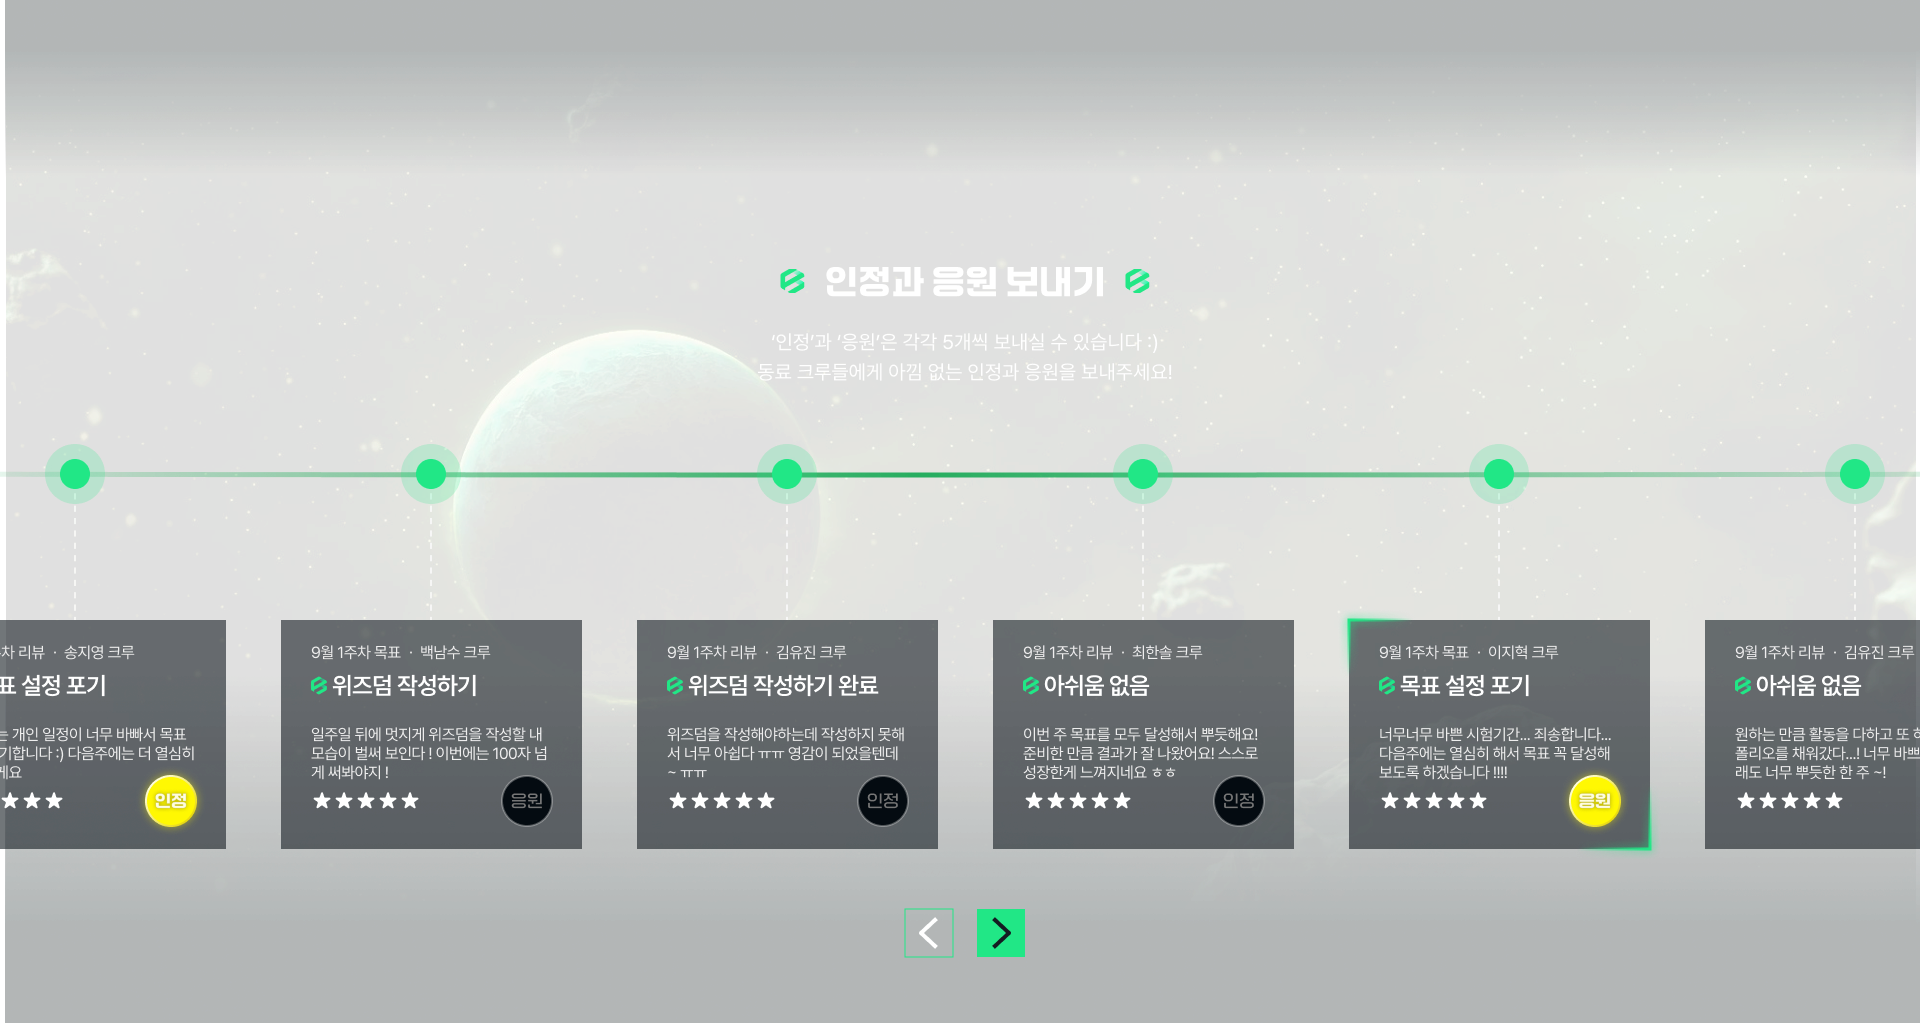 인정과 응원 보내기
‘인정’과 ‘응원’은 각각 5개씩 보내실 수 있습니다 :)
동료 크루들에게 아낌 없는 인정과 응원을 보내주세요!
리뷰 · 송지영 크루
설정 포기
개인 일정이 너무 바빠서 목표
기합니다 :) 다음주에는 더 열심히
게요
인정
9월 1주차 목표 · 백남수 크루
위즈덤 작성하기
일주일 뒤에 멋지게 위즈덤을 작성할 내
모습이 벌써 보인다 ! 이번에는 100자 넘
게 써봐야지 !
응원
9월 1주차 리뷰 · 김유진 크루
위즈덤 작성하기 완료
위즈덤을 작성해야하는데 작성하지 못해
서 너무 아쉽다 ㅠㅠ 영감이 되었을텐데
~ ㅠㅠ
인정
9월 1주차 리뷰 · 최한솔 크루
아쉬움 없음
이번 주 목표를 모두 달성해서 뿌듯해요!
준비한 만큼 결과가 잘 나왔어요! 스스로
성장한게 느껴지네요 ㅎㅎ
인정
9월 1주차 목표 · 이지혁 크루
목표 설정 포기
너무너무 바쁜 시험기간... 죄송합니다...
다음주에는 열심히 해서 목표 꼭 달성해
보도록 하겠습니다 !!!!
응원
9월 1주차 리뷰 · 김유진 크루
아쉬움 없음
원하는 만큼 활동을 다하고 또
폴리오를 채워갔다...! 너무
래도 너무 뿌듯한 한 주 ~!